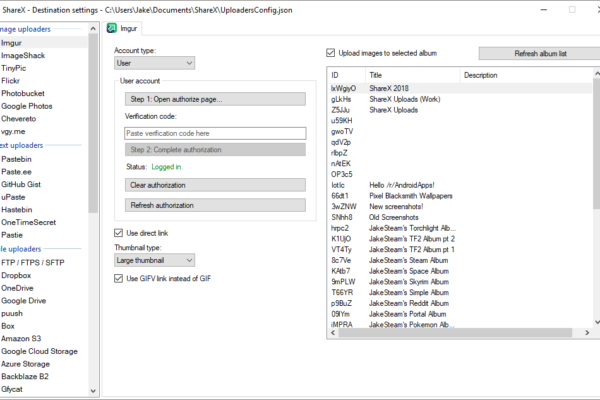 ShareX - Destination settings - C:\Users\Jake\Documents\ShareX\UploadersConfig.json
mage uploaders
Imgur
ImageShack
TinyPic
Flickr
Photobucket
Google Photos
Chevereto
vgy.me
ext uploaders
Pastebin
Paste.ee
GitHub Gist
uPaste
Hastebin
OneTimeSecret
Pastie
le uploaders
FTP / FTPS / SFTP
Dropbox
OneDrive
Google Drive
puush
Box
Amazon S3
Google Cloud Storage
Azure Storage
Backblaze B2
Gfycat
Imgur
Account type:
User
User account
Step 1: Open authorize page...
Verification code:
Paste verification code here
Step 2: Complete authorization
Status: Logged in.
Clear authorization
Refresh authorization
Use direct link
Thumbnail type:
Large thumbnail
Use GIFV link instead of GIF
Upload images to selected album
Refresh album list
ID Title Description
ShareX 2018
gLkHs ShareX Uploads (Work)
Z5JJu ShareX Uploads
u59KH
gwoTV
qdV2p
rfbpZ
nAtEK
OP3c5
Hello /r/AndroidApps!
66dt1 Pixel Blacksmith Wallpapers
3wZNW New screenshots!
SNhh8 Old Screenshots
hrpc2 JakeSteam's Torchlight Alb...
K1UjO JakeSteam's TF2 Album pt 2
VT4Ty JakeSteam's TF2 Album pt 1
8c7Ve JakeSteam's Steam Album
KAtb7 JakeSteam's Space Album
9mPLW JakeSteam's Skyrim Album
T66YR JakeSteam's Simple Album
p9BuZ JakeSteam's Reddit Album
JakeSteam's Portal Album
iMPRA JakeSteam's Pokemon Alb...